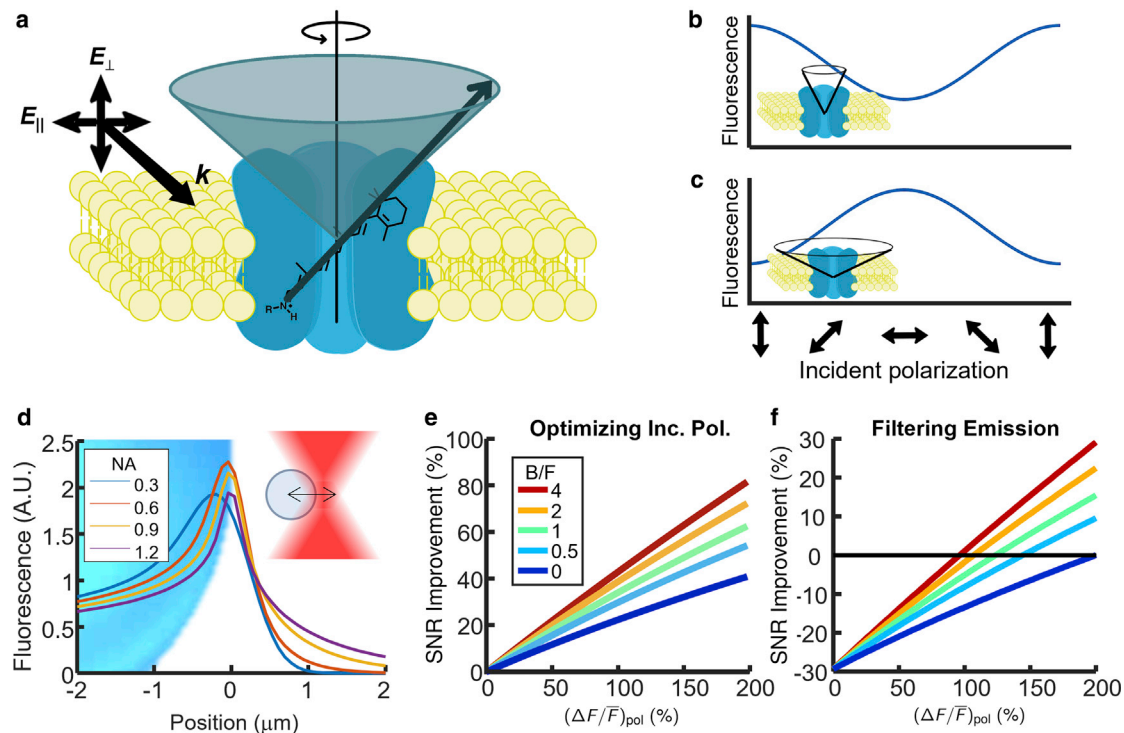 a
E⊥
E||
k
R
N
+
H
b
Fluorescence
c
Fluorescence
Incident polarization
d
Fluorescence (A.U.)
2.5
2
1.5
1
0.5
0
NA
0.3
0.6
0.9
1.2
-2
-1
0
1
2
Position (μm)
e
Optimizing Inc. Pol.
SNR Improvement (%)
100
80
60
40
20
0
B/F
4
2
1
0.5
0
0
50
100
150
200
(ΔF/F̅)pol (%)
f
Filtering Emission
SNR Improvement (%)
30
20
10
0
-10
-20
-30
0
50
100
150
200
(ΔF/F̅)pol (%)